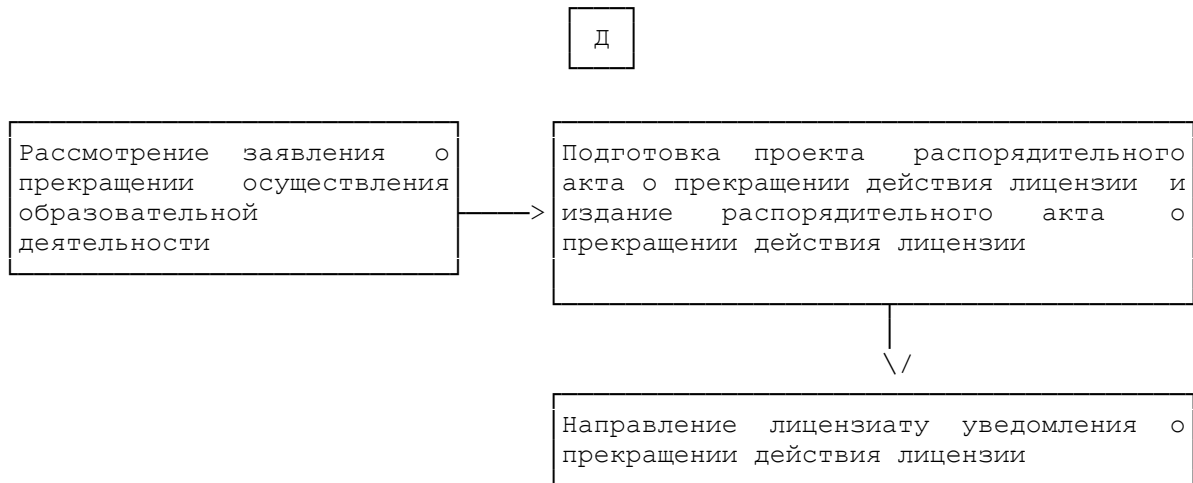 Д
Рассмотрение заявления о
прекращении осуществления
образовательной
деятельности
Подготовка проекта распорядительного
акта о прекращении действия лицензии и
издание распорядительного акта о
прекращении действия лицензии
Направление лицензиату уведомления о
прекращении действия лицензии